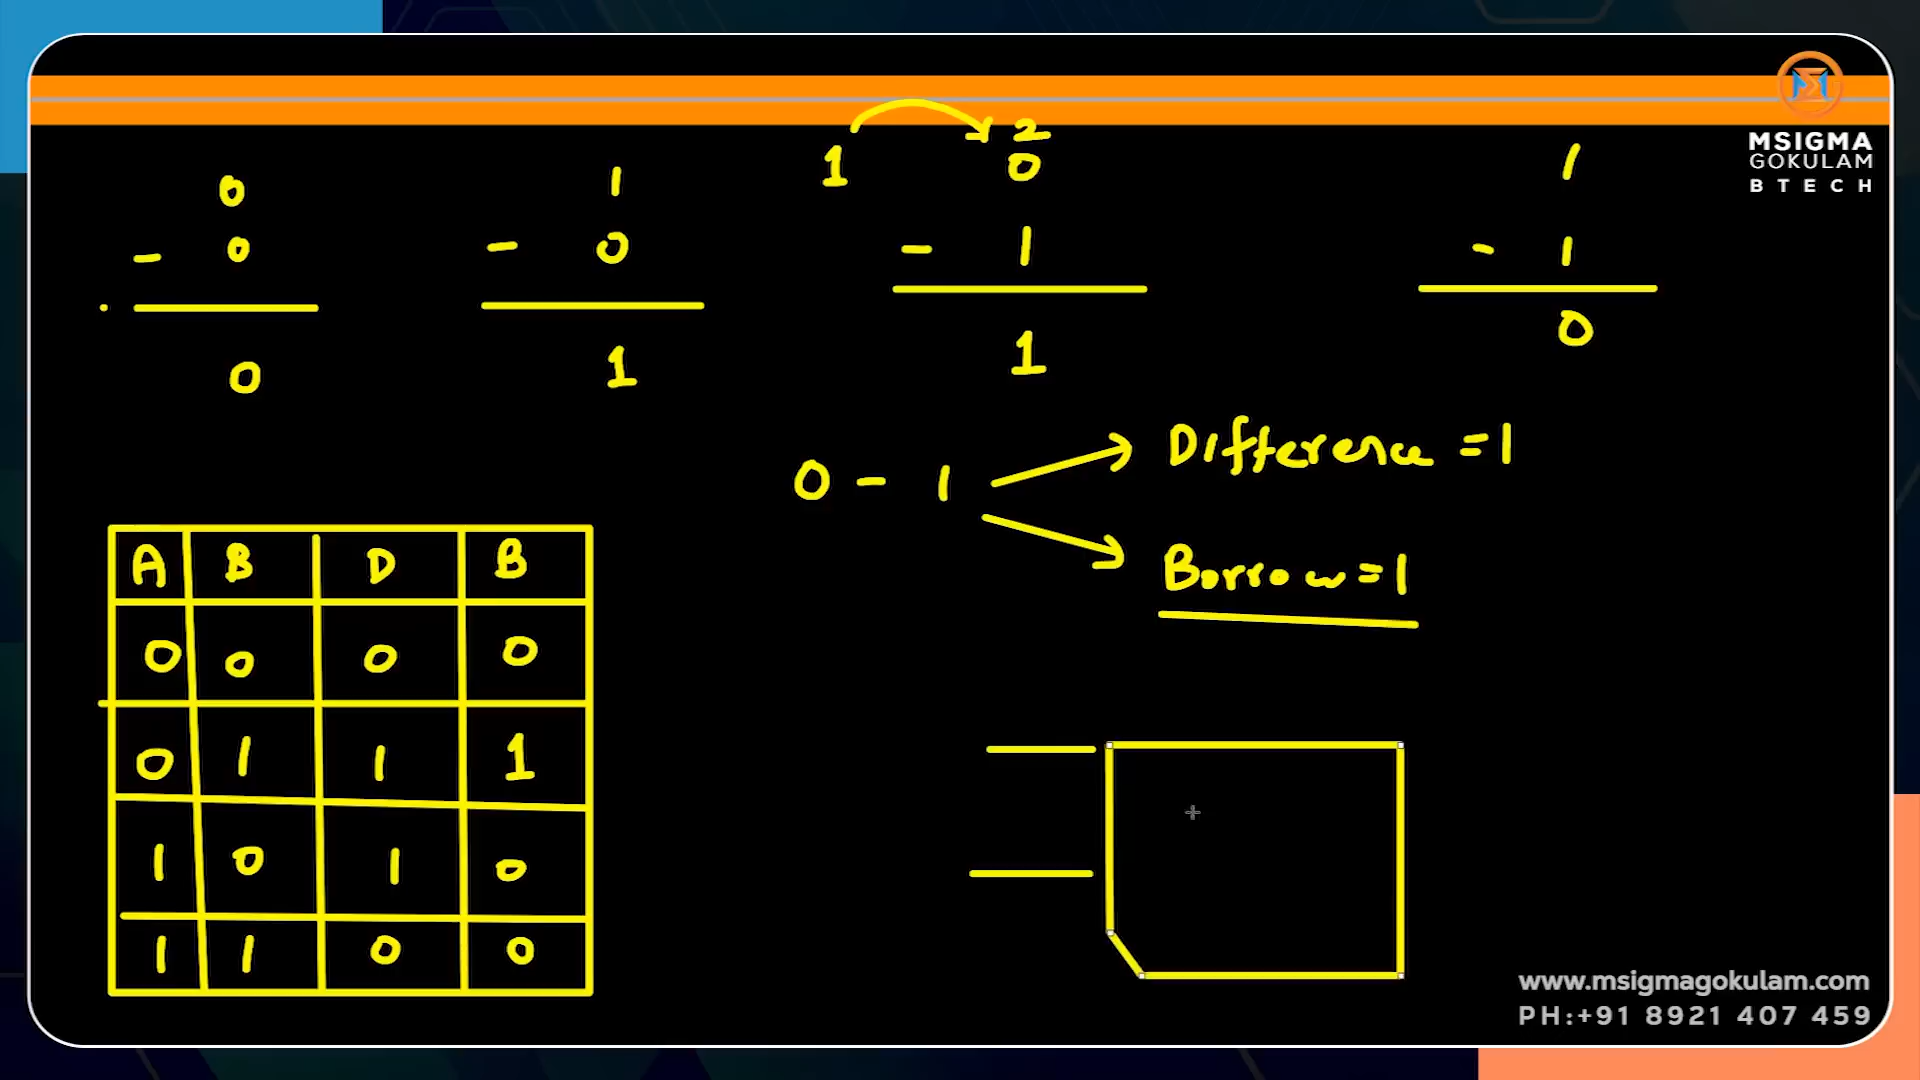 MSIGMA
GOKULAM
BTECH
0
- 0
0
1
- 0
1
1 2
0
- 1
1
1
- 1
0
0 - 1
Difference = 1
Borrow = 1
A B D B
0 0 0 0
0 1 1 1
1 0 1 0
1 1 0 0
www.msigmagokulam.com
PH:+91 8921 407 459